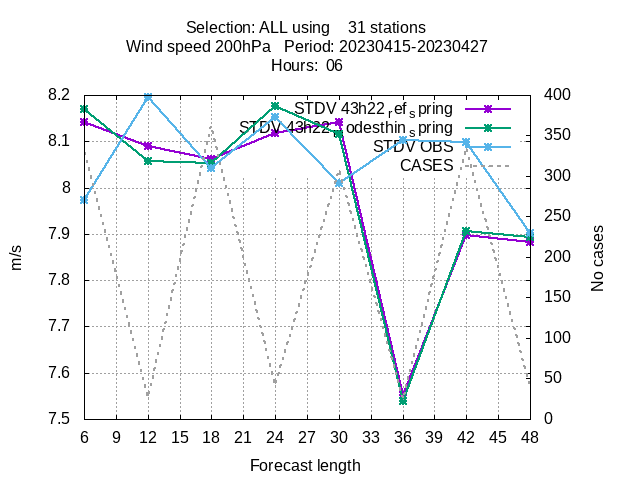 Selection: ALL using 31 stations
Wind speed 200hPa Period: 20230415-20230427
Hours: 06
8.2
8.1
8
7.9
7.8
7.7
7.6
7.5
m/s
400
350
300
250
200
150
100
50
0
No cases
STDV 43h22_ref_spring
STDV 43h22_nodesthin_spring
STDV OBS
CASES
6 9 12 15 18 21 24 27 30 33 36 39 42 45 48
Forecast length